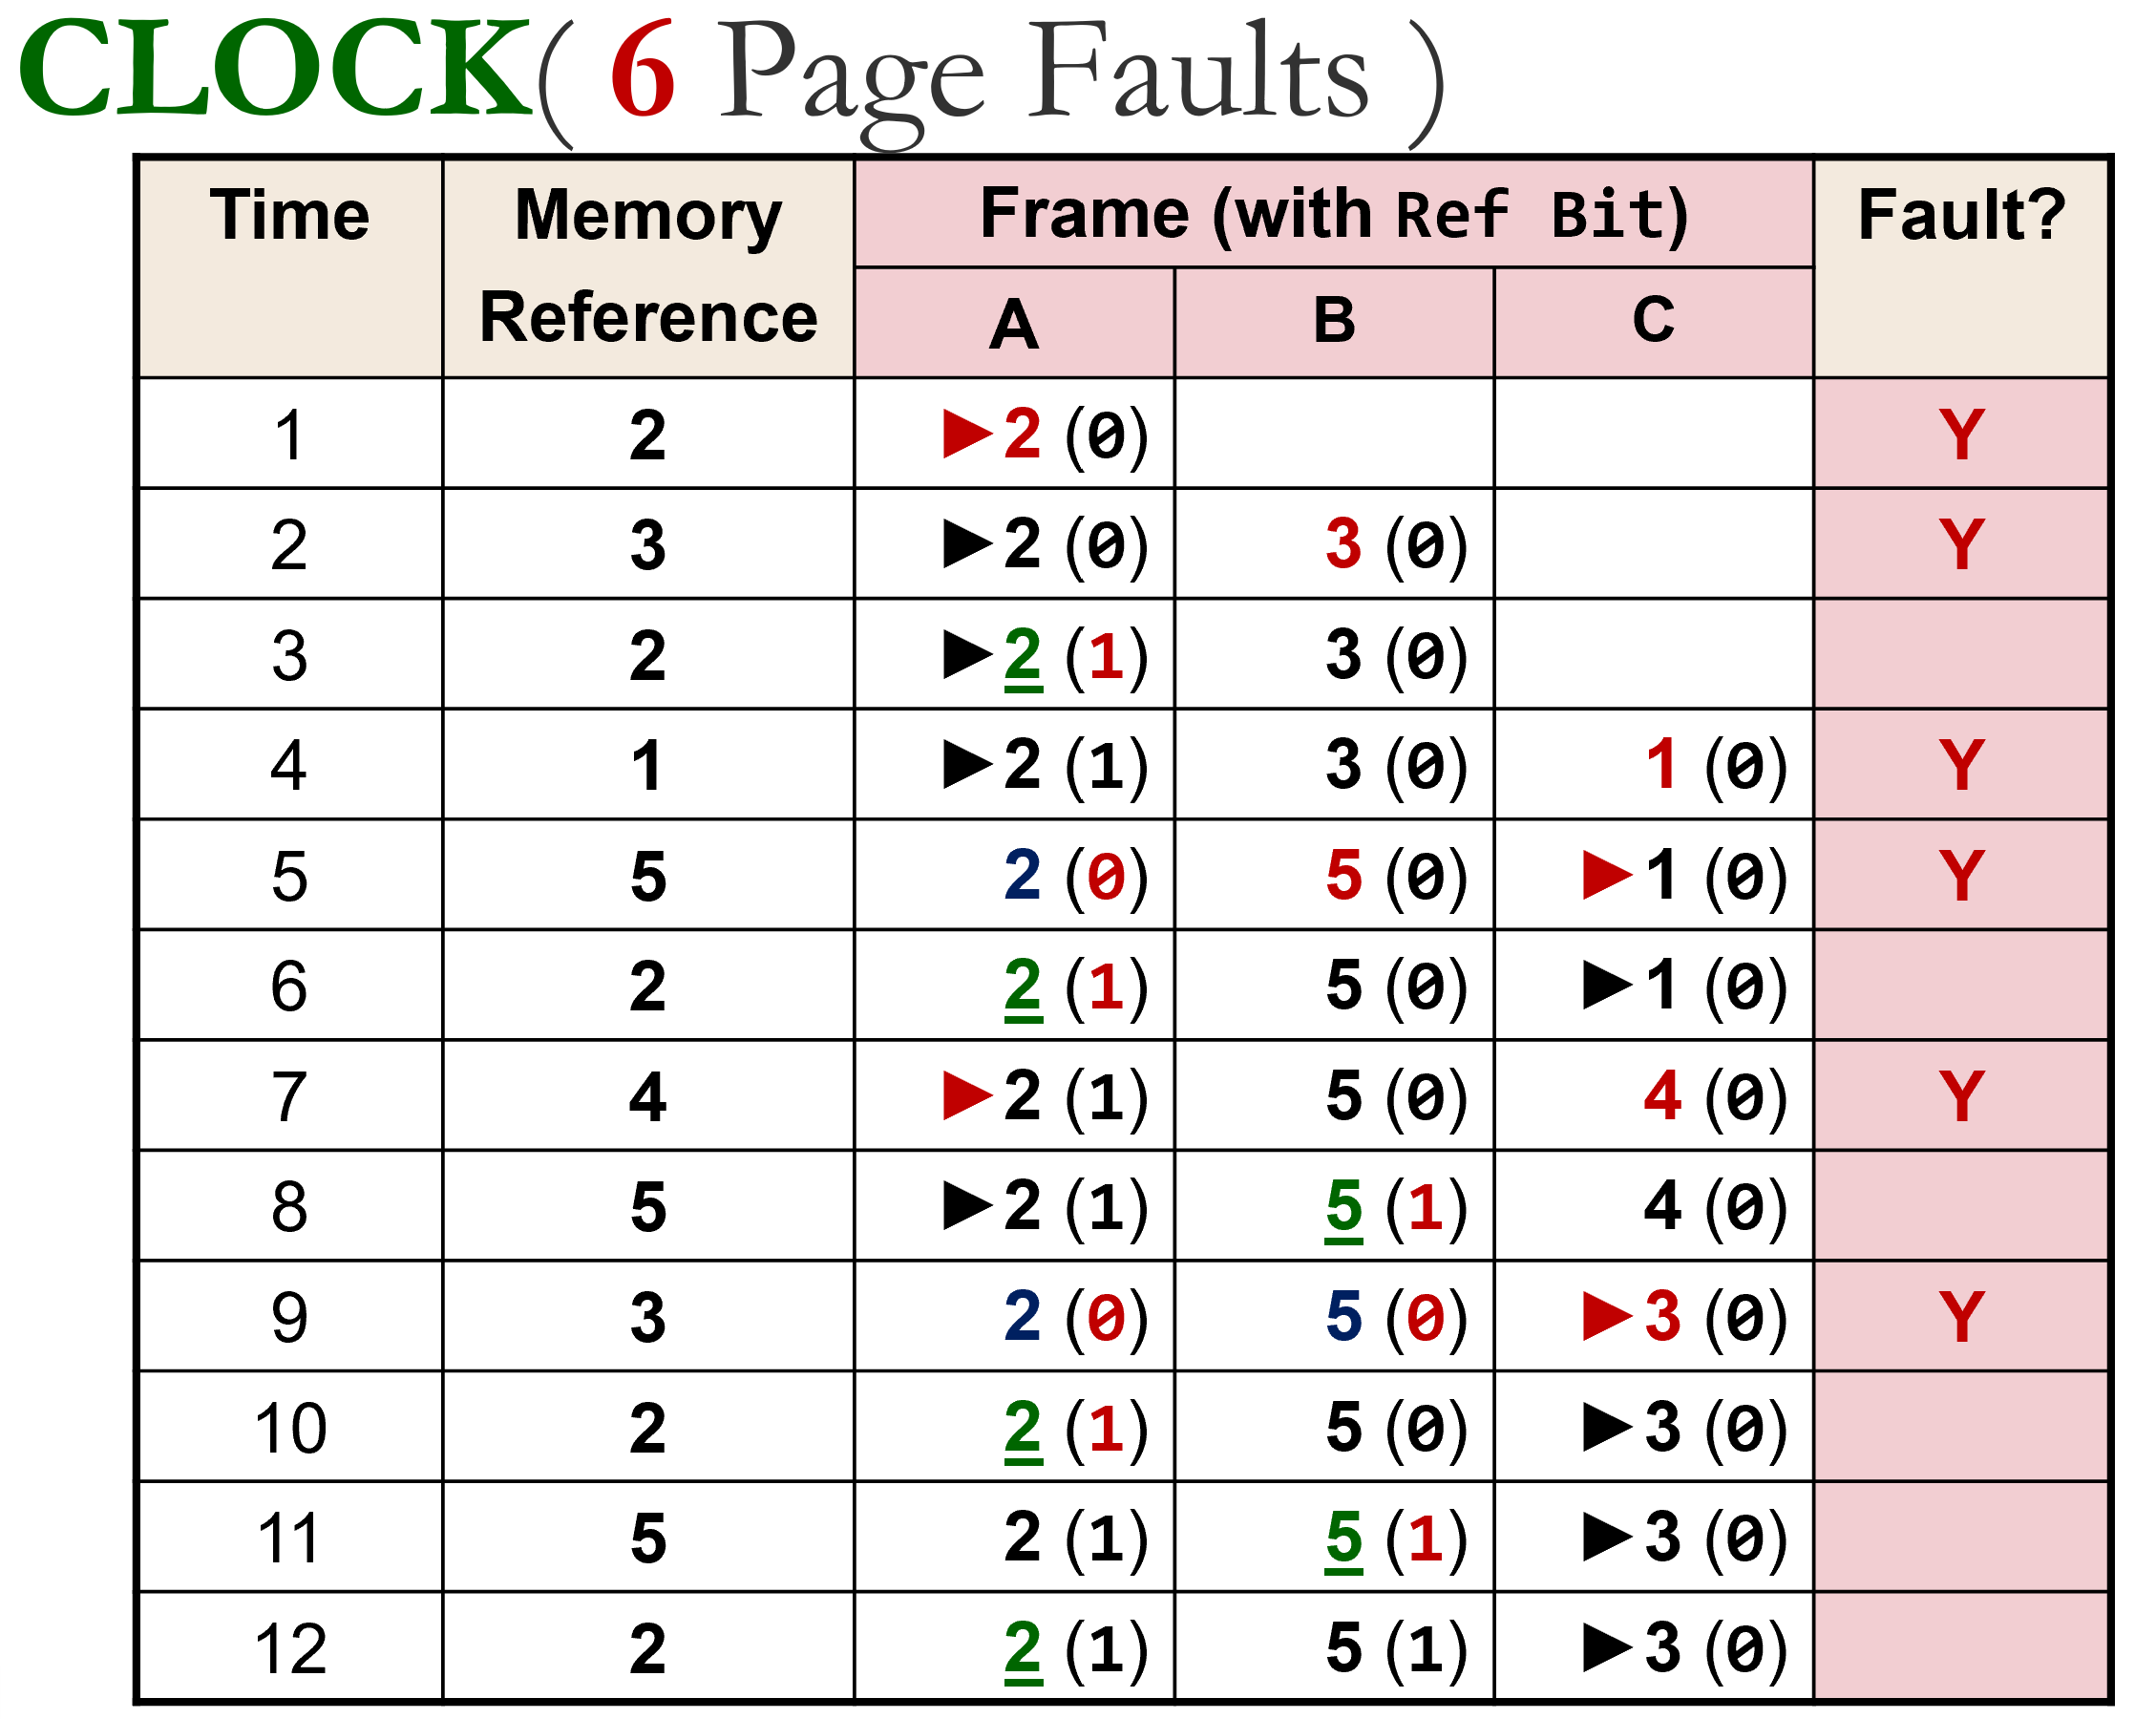 CLOCK( 6 Page Faults )
Time Memory Reference Frame (with Ref Bit) Fault?
A B C
1 2 ►2 (0) Y
2 3 ►2 (0) 3 (0) Y
3 2 ►2 (1) 3 (0)
4 1 ►2 (1) 3 (0) 1 (0) Y
5 5 2 (0) 5 (0) ►1 (0) Y
6 2 2 (1) 5 (0) ►1 (0)
7 4 ►2 (1) 5 (0) 4 (0) Y
8 5 ►2 (1) 5 (1) 4 (0)
9 3 2 (0) 5 (0) ►3 (0) Y
10 2 2 (1) 5 (0) ►3 (0)
11 5 2 (1) 5 (1) ►3 (0)
12 2 2 (1) 5 (1) ►3 (0)